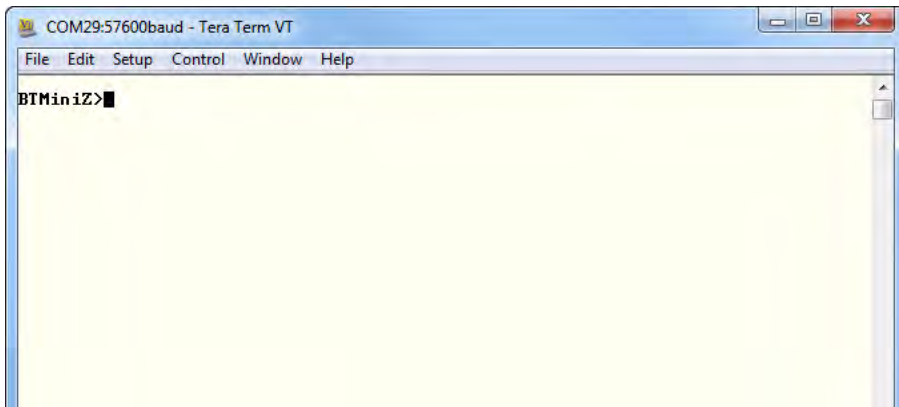 COM29:57600baud - Tera Term VT
File Edit Setup Control Window Help
BTMiniZ>